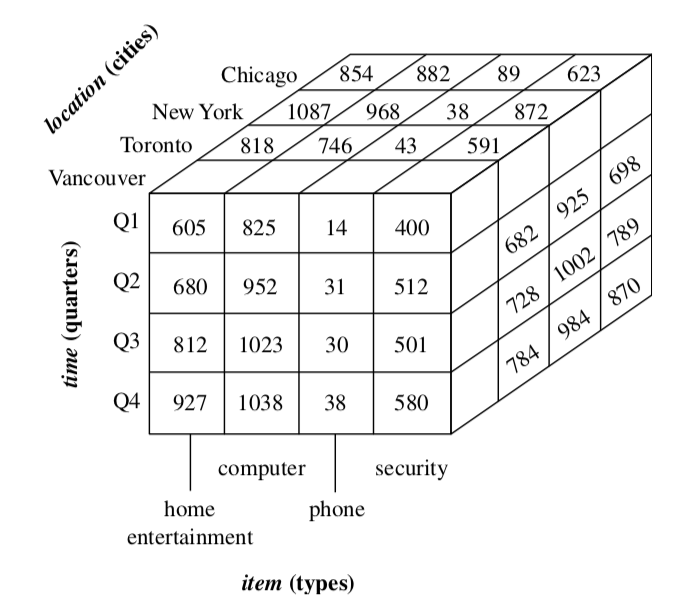 location (cities)
Chicago 854 882 89 623
New York 1087 968 38 872
Toronto 818 746 43 591
Vancouver
time (quarters)
Q1 605 825 14 400
Q2 680 952 31 512
Q3 812 1023 30 501
Q4 927 1038 38 580
682 925 698
728 1002 789
784 984 870
computer security
home phone
entertainment
item (types)